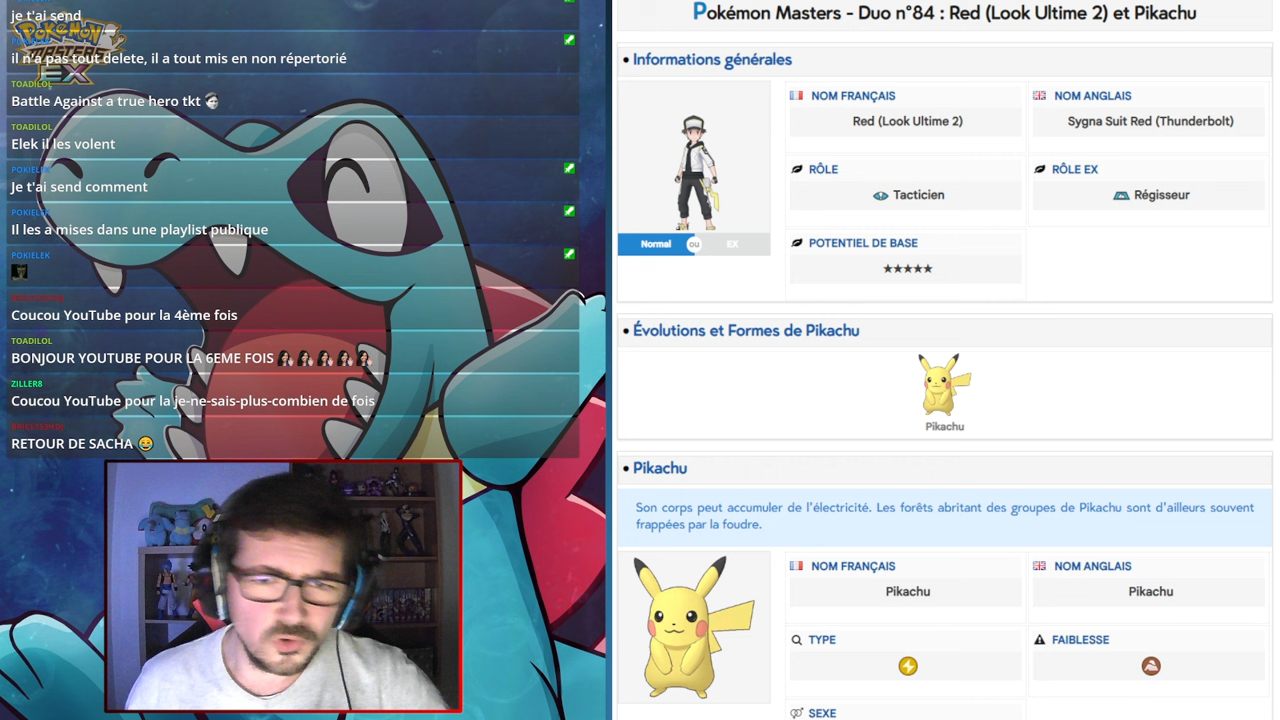 je t'ai send
POKÉMON
MASTERS
EX
il n'a pas tout delete, il a tout mis en non répertorié
TOADILOL
Battle Against a true hero tkt
TOADILOL
Elek il les volent
POKIELEK
Je t'ai send comment
POKIELEK
Il les a mises dans une playlist publique
POKIELEK
Coucou YouTube pour la 4ème fois
TOADILOL
BONJOUR YOUTUBE POUR LA 6EME FOIS
ZILLER8
Coucou YouTube pour la je-ne-sais-plus-combien de fois
RETOUR DE SACHA
Pokémon Masters - Duo n°84 : Red (Look Ultime 2) et Pikachu
• Informations générales
NOM FRANÇAIS
Red (Look Ultime 2)
NOM ANGLAIS
Sygna Suit Red (Thunderbolt)
RÔLE
Tacticien
RÔLE EX
Régisseur
Normal ou EX
POTENTIEL DE BASE
★★★★★
• Évolutions et Formes de Pikachu
Pikachu
• Pikachu
Son corps peut accumuler de l'électricité. Les forêts abritant des groupes de Pikachu sont d'ailleurs souvent
frappées par la foudre.
NOM FRANÇAIS
Pikachu
NOM ANGLAIS
Pikachu
TYPE
FAIBLESSE
SEXE